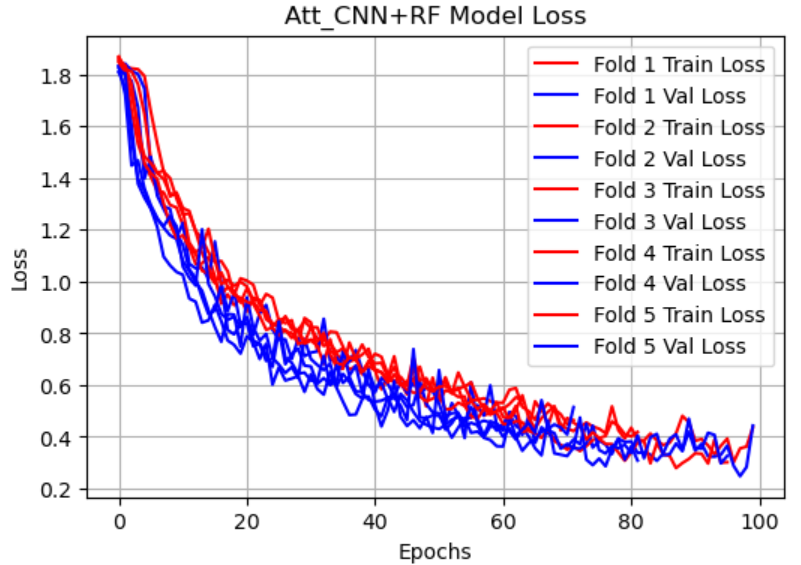 Att_CNN+RF Model Loss
Fold 1 Train Loss
Fold 1 Val Loss
Fold 2 Train Loss
Fold 2 Val Loss
Fold 3 Train Loss
Fold 3 Val Loss
Fold 4 Train Loss
Fold 4 Val Loss
Fold 5 Train Loss
Fold 5 Val Loss
Loss
1.8
1.6
1.4
1.2
1.0
0.8
0.6
0.4
0.2
0 20 40 60 80 100
Epochs